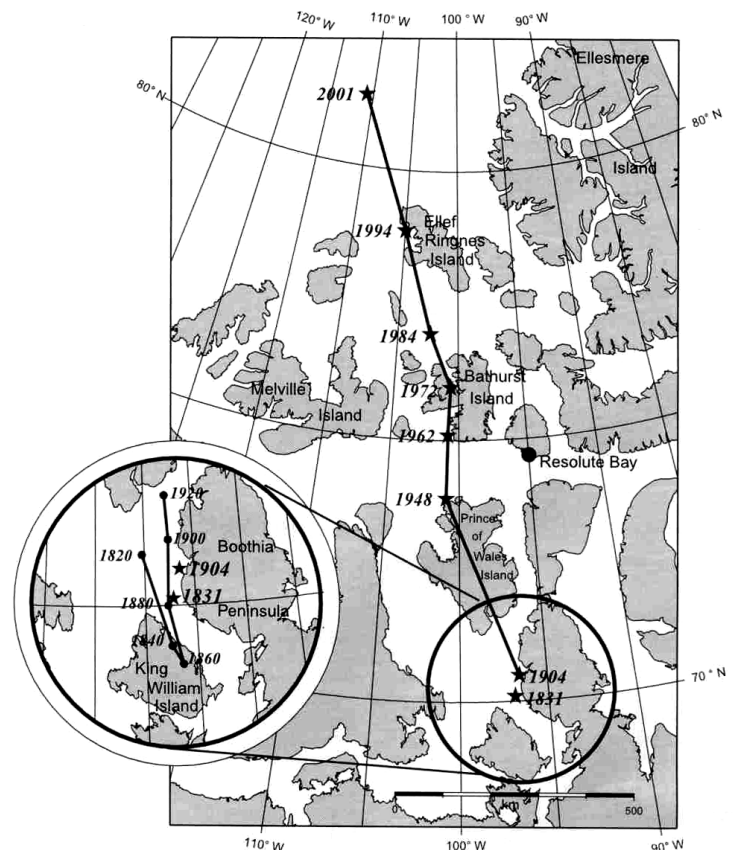 120° W
110° W
100° W
90° W
Ellesmere
80° N
2001
80° N
Island
Ellef
Ringnes
Island
1994
1984
1972
Bathurst
Island
Melville
Island
1962
Resolute Bay
1948
Prince
of
Wales
Island
1920
1900
1820
Boothia
1904
1831
1880
Peninsula
1840
1860
King
William
Island
1904
1831
70° N
0
km
500
110° W
100° W
90° W